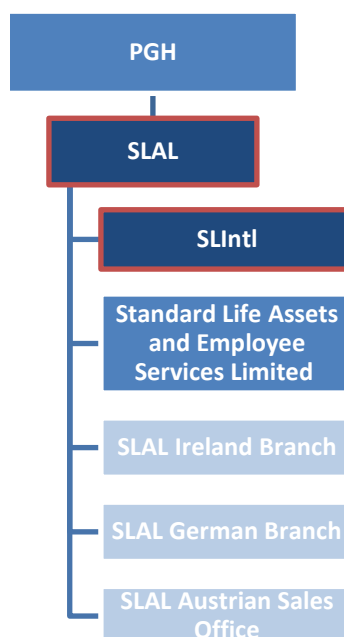 PGH
SLAL
SLIntl
Standard Life Assets
and Employee
Services Limited
SLAL Ireland Branch
SLAL German Branch
SLAL Austrian Sales
Office